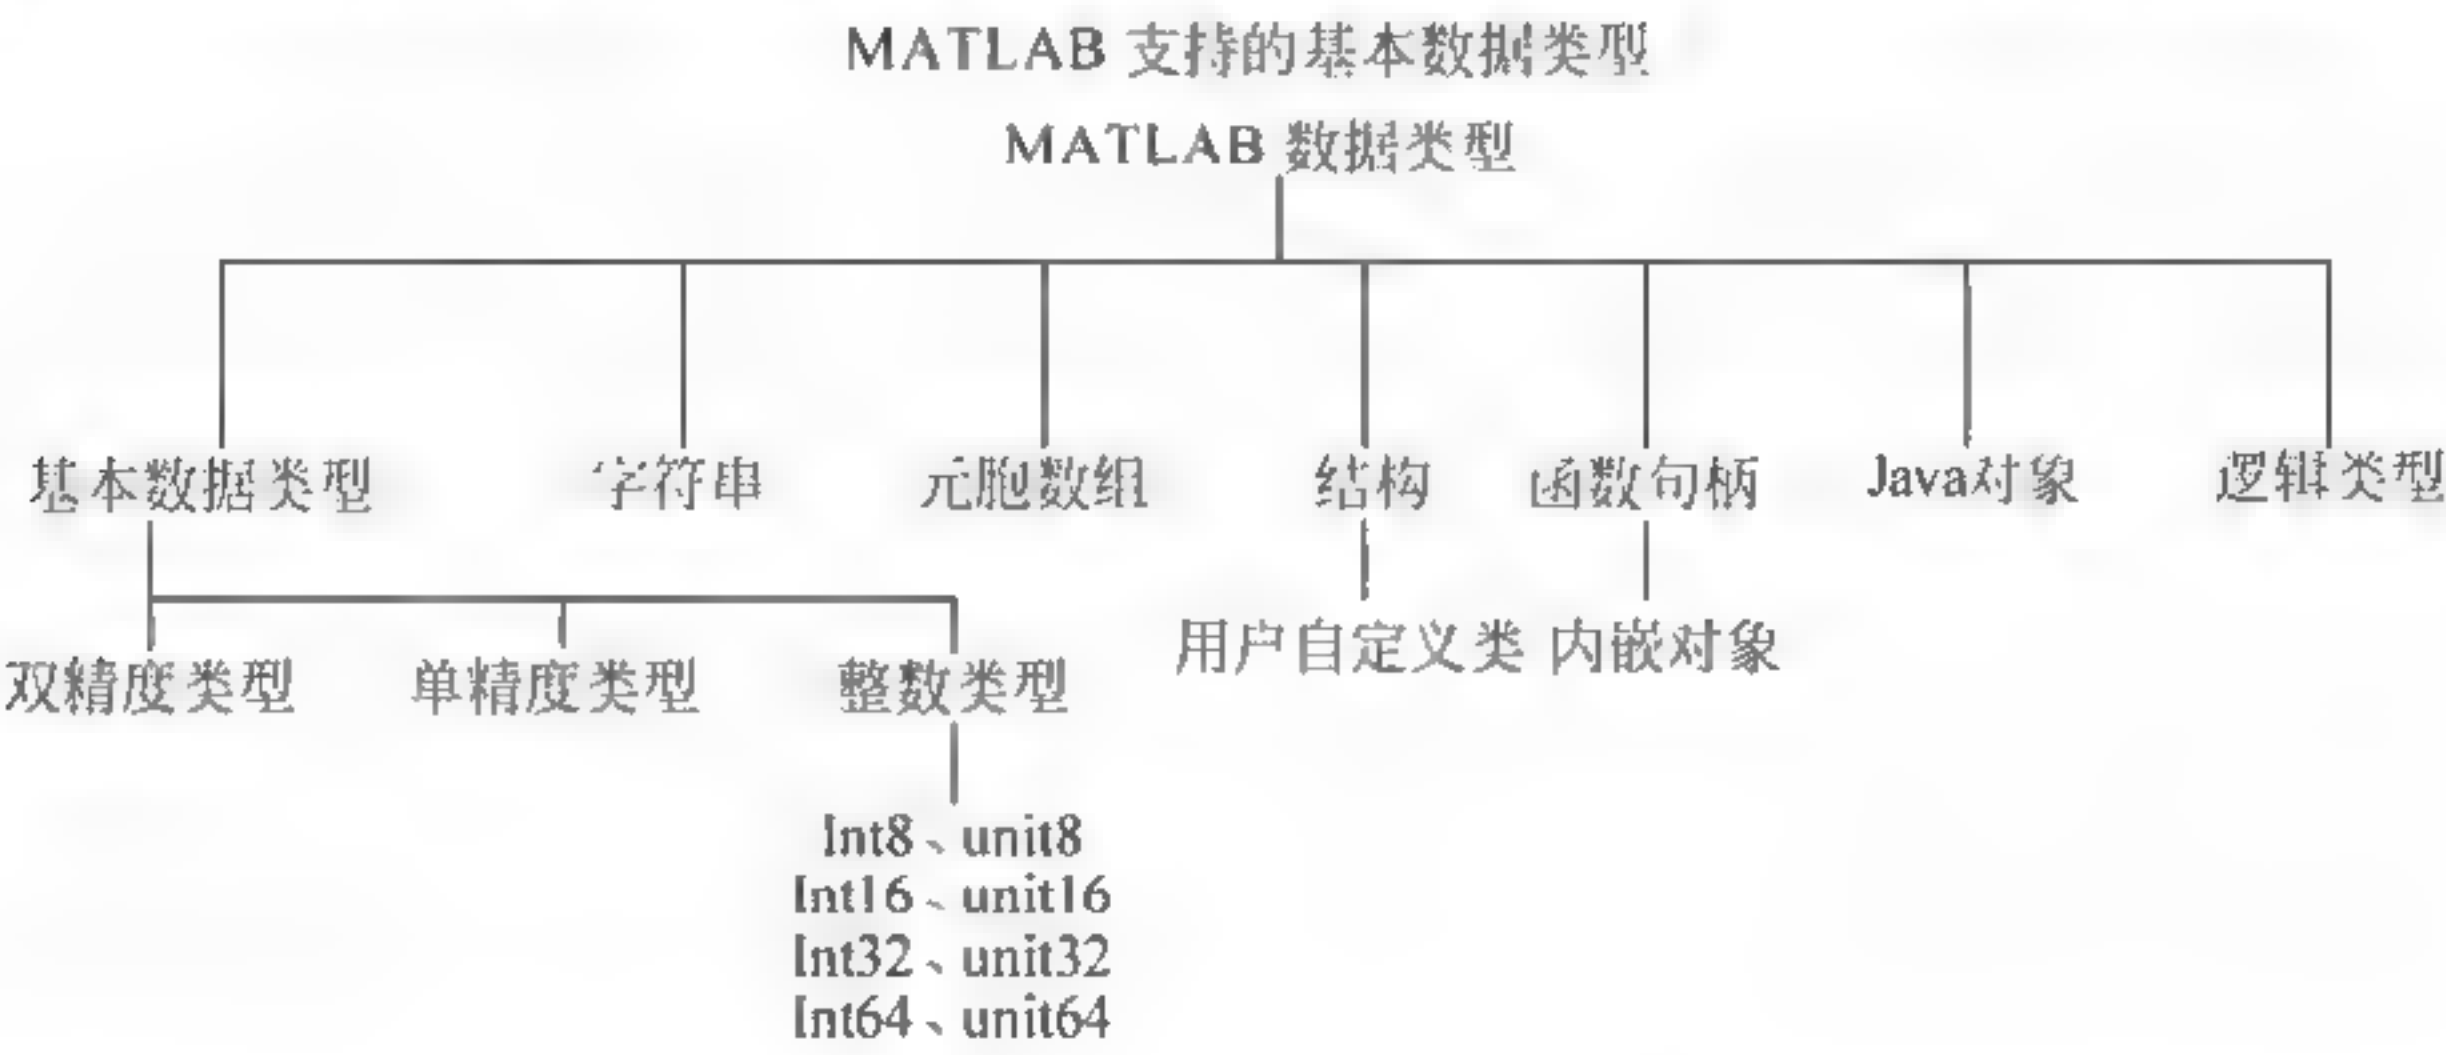 MATLAB 支持的基本数据类型
MATLAB 数据类型
基本数据类型 字符串 元胞数组 结构 函数句柄 Java对象 逻辑类型
用户自定义类 内嵌对象
双精度类型 单精度类型 整数类型
Int8、unit8
Int16、unit16
Int32、unit32
Int64、unit64